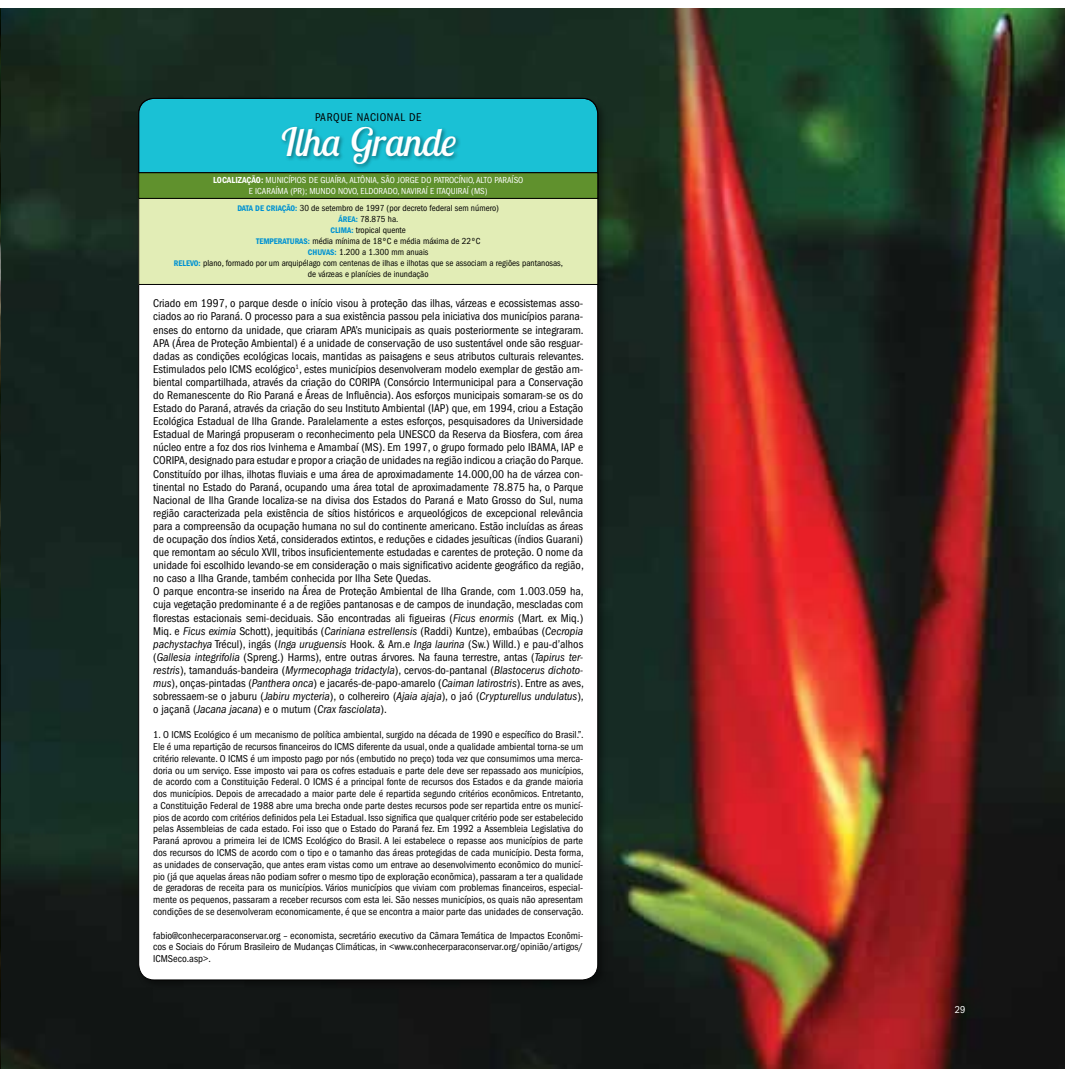 PARQUE NACIONAL DE
Ilha Grande
LOCALIZAÇÃO: MUNICÍPIOS DE GUAÍRA, ALTÔNIA, SÃO JORGE DO PATROCÍNIO, ALTO PARAÍSO
E ICARAÍMA (PR); MUNDO NOVO, ELDORADO, NAVIRAÍ E ITAQUIRAÍ (MS)
DATA DE CRIAÇÃO: 30 de setembro de 1997 (por decreto federal sem número)
ÁREA: 78.875 ha.
CLIMA: tropical quente
TEMPERATURAS: média mínima de 18°C e média máxima de 22°C
CHUVAS: 1.200 a 1.300 mm anuais
RELEVO: plano, formado por um arquipélago com centenas de ilhas e ilhotas que se associam a regiões pantanosas,
de várzeas e planícies de inundação
Criado em 1997, o parque desde o início visou à proteção das ilhas, várzeas e ecossistemas asso-
ciados ao rio Paraná. O processo para a sua existência passou pela iniciativa dos municípios parana-
enses do entorno da unidade, que criaram APA's municipais as quais posteriormente se integraram.
APA (Área de Proteção Ambiental) é a unidade de conservação de uso sustentável onde são resguar-
dadas as condições ecológicas locais, mantidas as paisagens e seus atributos culturais relevantes.
Estimulados pelo ICMS ecológico¹, estes municípios desenvolveram modelo exemplar de gestão am-
biental compartilhada, através da criação do CORIPA (Consórcio Intermunicipal para a Conservação
do Remanescente do Rio Paraná e Áreas de Influência). Aos esforços municipais somaram-se os do
Estado do Paraná, através da criação do seu Instituto Ambiental (IAP) que, em 1994, criou a Estação
Ecológica Estadual de Ilha Grande. Paralelamente a estes esforços, pesquisadores da Universidade
Estadual de Maringá propuseram o reconhecimento pela UNESCO da Reserva da Biosfera, com área
núcleo entre a foz dos rios Ivinhema e Amambaí (MS). Em 1997, o grupo formado pelo IBAMA, IAP e
CORIPA, designado para estudar e propor a criação de unidades na região indicou a criação do Parque.
Constituído por ilhas, ilhotas fluviais e uma área de aproximadamente 14.000,00 ha de várzea con-
tinental no Estado do Paraná, ocupando uma área total de aproximadamente 78.875 ha, o Parque
Nacional de Ilha Grande localiza-se na divisa dos Estados do Paraná e Mato Grosso do Sul, numa
região caracterizada pela existência de sítios históricos e arqueológicos de excepcional relevância
para a compreensão da ocupação humana no sul do continente americano. Estão incluídas as áreas
de ocupação dos índios Xetá, considerados extintos, e reduções e cidades jesuíticas (índios Guarani)
que remontam ao século XVII, tribos insuficientemente estudadas e carentes de proteção. O nome da
unidade foi escolhido levando-se em consideração o mais significativo acidente geográfico da região,
no caso a Ilha Grande, também conhecida por Ilha Sete Quedas.
O parque encontra-se inserido na Área de Proteção Ambiental de Ilha Grande, com 1.003.059 ha,
cuja vegetação predominante é a de regiões pantanosas e de campos de inundação, mescladas com
florestas estacionais semi-deciduais. São encontradas ali figueiras (Ficus enormis (Mart. ex Miq.)
Miq. e Ficus eximia Schott), jequitibás (Cariniana estrellensis (Raddi) Kuntze), embaúbas (Cecropia
pachystachya Trécul), ingás (Inga uruguensis Hook. & Arn.e Inga laurina (Sw.) Willd.) e pau-d'alhos
(Gallesia integrifolia (Spreng.) Harms), entre outras árvores. Na fauna terrestre, antas (Tapirus ter-
restris), tamanduás-bandeira (Myrmecophaga tridactyla), cervos-do-pantanal (Blastocerus dichoto-
mus), onças-pintadas (Panthera onca) e jacarés-de-papo-amarelo (Caiman latirostris). Entre as aves,
sobressaem-se o jaburu (Jabiru mycteria), o colhereiro (Ajaia ajaja), o jaó (Crypturellus undulatus),
o jaçanã (Jacana jacana) e o mutum (Crax fasciolata).
1. O ICMS Ecológico é um mecanismo de política ambiental, surgido na década de 1990 e específico do Brasil.".
Ele é uma repartição de recursos financeiros do ICMS diferente da usual, onde a qualidade ambiental torna-se um
critério relevante. O ICMS é um imposto pago por nós (embutido no preço) toda vez que consumimos uma merca-
doria ou um serviço. Esse imposto vai para os cofres estaduais e parte dele deve ser repassado aos municípios,
de acordo com a Constituição Federal. O ICMS é a principal fonte de recursos dos Estados e da grande maioria
dos municípios. Depois de arrecadado a maior parte dele é repartida segundo critérios econômicos. Entretanto,
a Constituição Federal de 1988 abre uma brecha onde parte destes recursos pode ser repartida entre os municí-
pios de acordo com critérios definidos pela Lei Estadual. Isso significa que qualquer critério pode ser estabelecido
pelas Assembleias de cada estado. Foi isso que o Estado do Paraná fez. Em 1992 a Assembleia Legislativa do
Paraná aprovou a primeira lei de ICMS Ecológico do Brasil. A lei estabelece o repasse aos municípios de parte
dos recursos do ICMS de acordo com o tipo e o tamanho das áreas protegidas de cada município. Desta forma,
as unidades de conservação, que antes eram vistas como um entrave ao desenvolvimento econômico do municí-
pio (já que aquelas áreas não podiam sofrer o mesmo tipo de exploração econômica), passaram a ter a qualidade
de geradoras de receita para os municípios. Vários municípios que viviam com problemas financeiros, especial-
mente os pequenos, passaram a receber recursos com esta lei. São nesses municípios, os quais não apresentam
condições de se desenvolveram economicamente, é que se encontra a maior parte das unidades de conservação.
fabio@conhecerparaconservar.org – economista, secretário executivo da Câmara Temática de Impactos Econômi-
cos e Sociais do Fórum Brasileiro de Mudanças Climáticas, in <www.conhecerparaconservar.org/opinião/artigos/
ICMSeco.asp>.
29